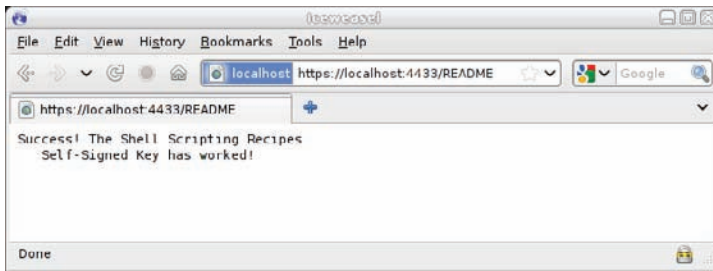 Iceweasel
File Edit View History Bookmarks Tools Help
localhost https://localhost:4433/README Google
https://localhost:4433/README
Success! The Shell Scripting Recipes
Self-Signed Key has worked!
Done